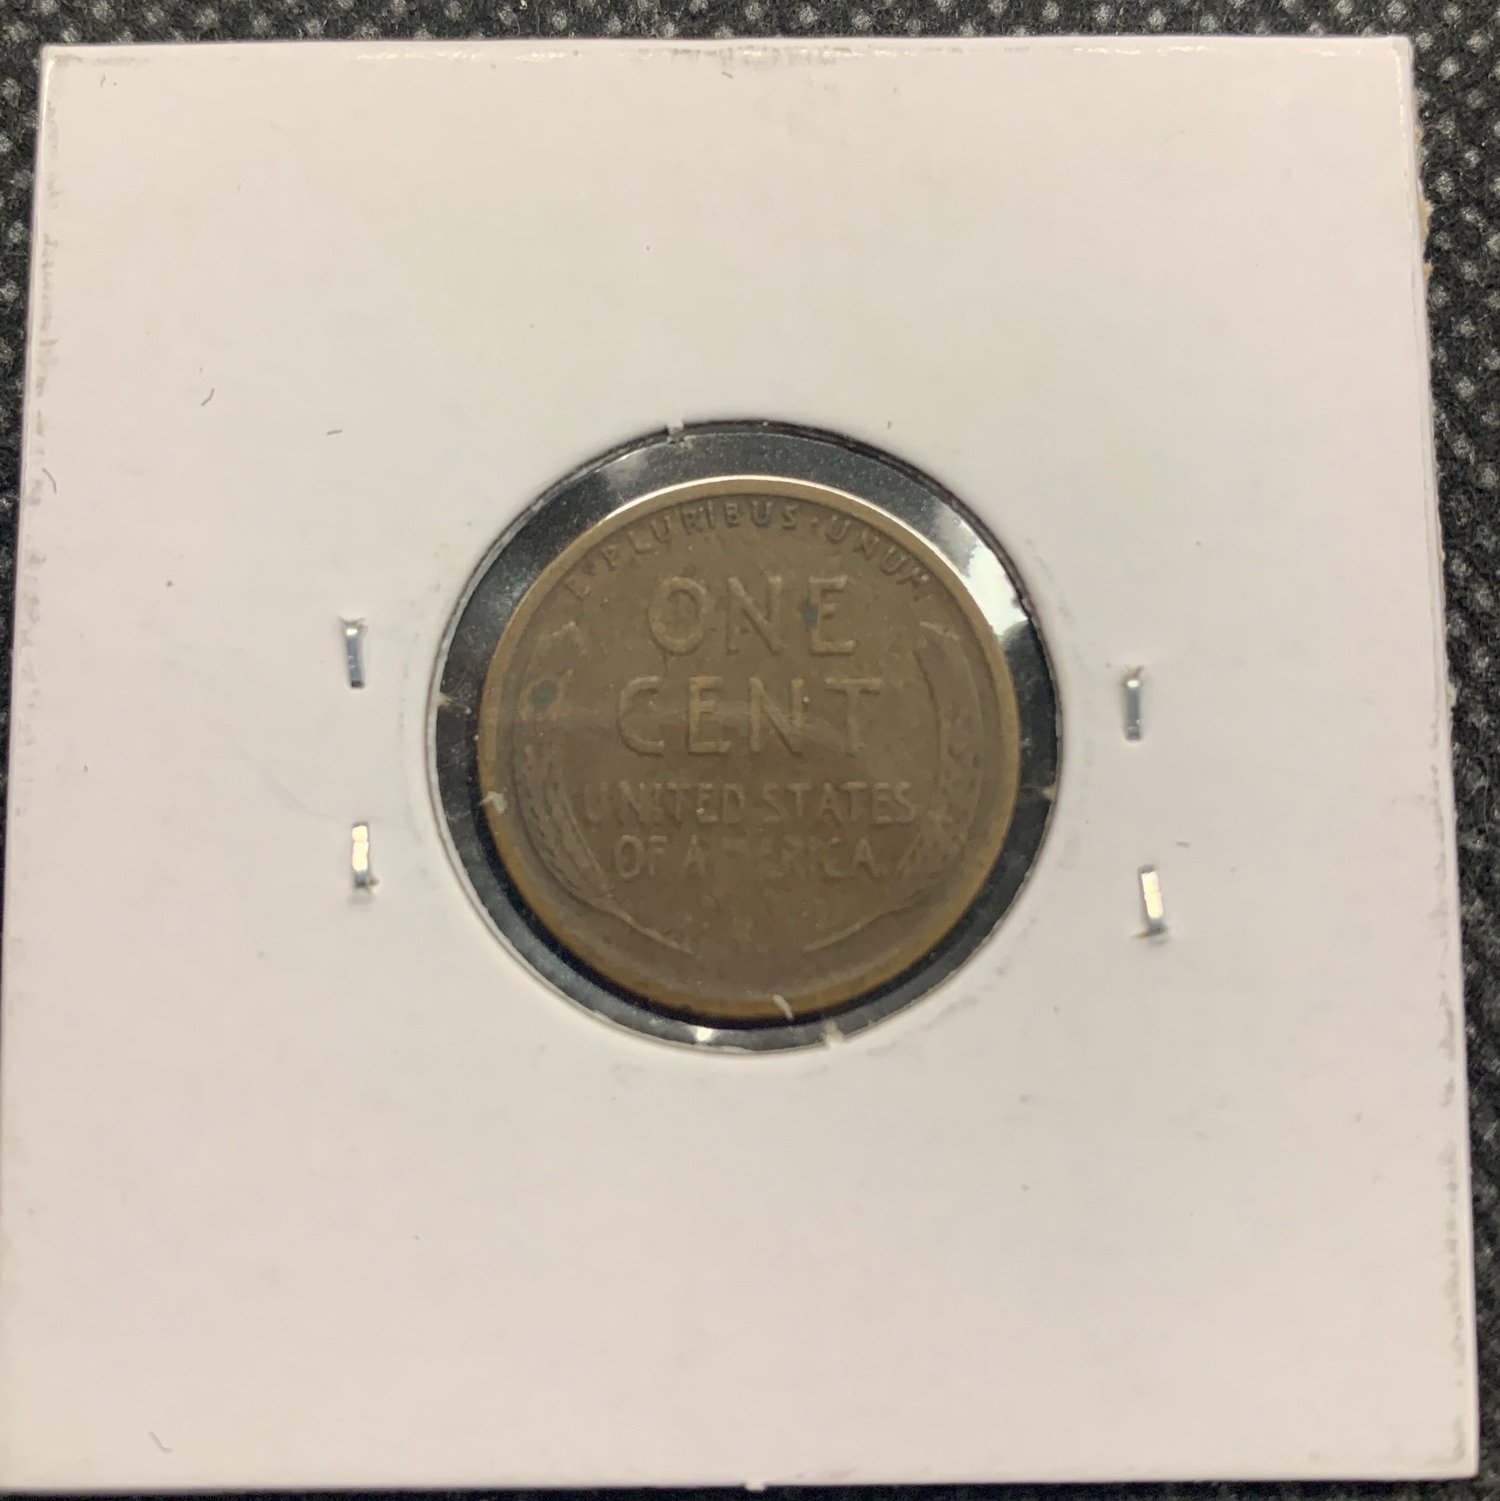 E · PLURIBUS · UNUM
ONE
CENT
UNITED STATES
OF AMERICA